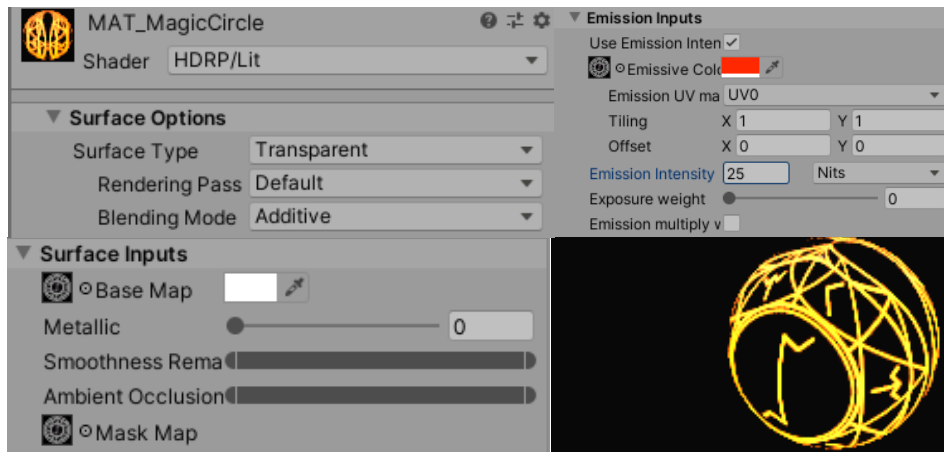 MAT_MagicCircle
Shader HDRP/Lit
Surface Options
Surface Type Transparent
Rendering Pass Default
Blending Mode Additive
Emission Inputs
Use Emission Inten
Emissive Colo
Emission UV ma UV0
Tiling X 1 Y 1
Offset X 0 Y 0
Emission Intensity 25 Nits
Exposure weight 0
Emission multiply v
Surface Inputs
Base Map
Metallic 0
Smoothness Rema
Ambient Occlusion
Mask Map